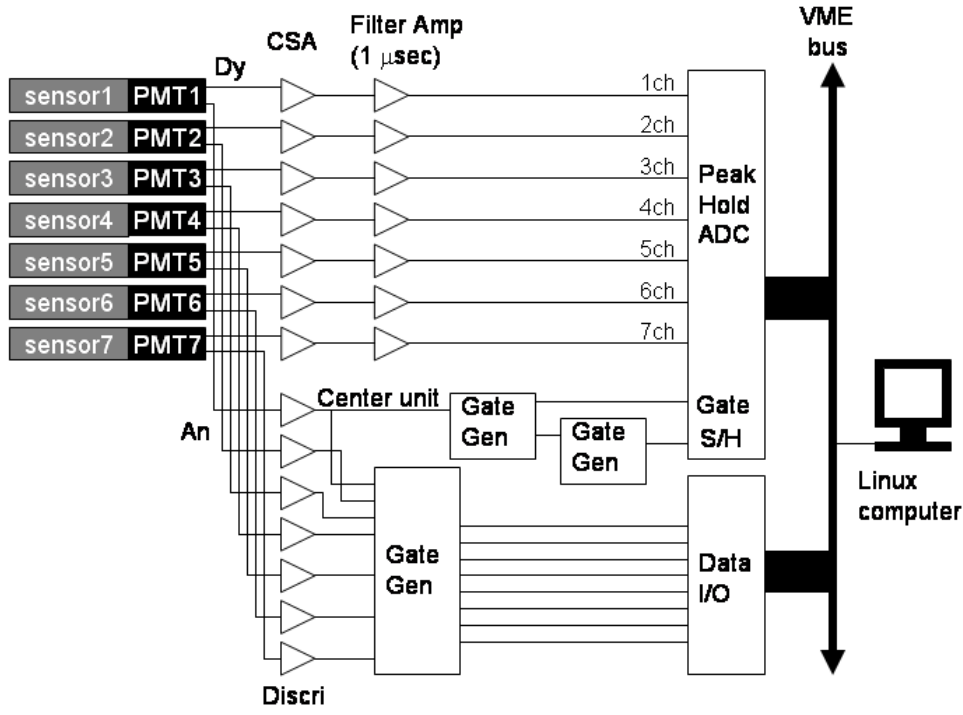 VME
bus
Filter Amp
(1 μsec)
CSA
Dy
sensor1 PMT1
sensor2 PMT2
sensor3 PMT3
sensor4 PMT4
sensor5 PMT5
sensor6 PMT6
sensor7 PMT7
1ch
2ch
3ch
4ch
5ch
6ch
7ch
Peak
Hold
ADC
Gate
S/H
An
Center unit
Gate
Gen
Gate
Gen
Gate
Gen
Data
I/O
Linux
computer
Discri